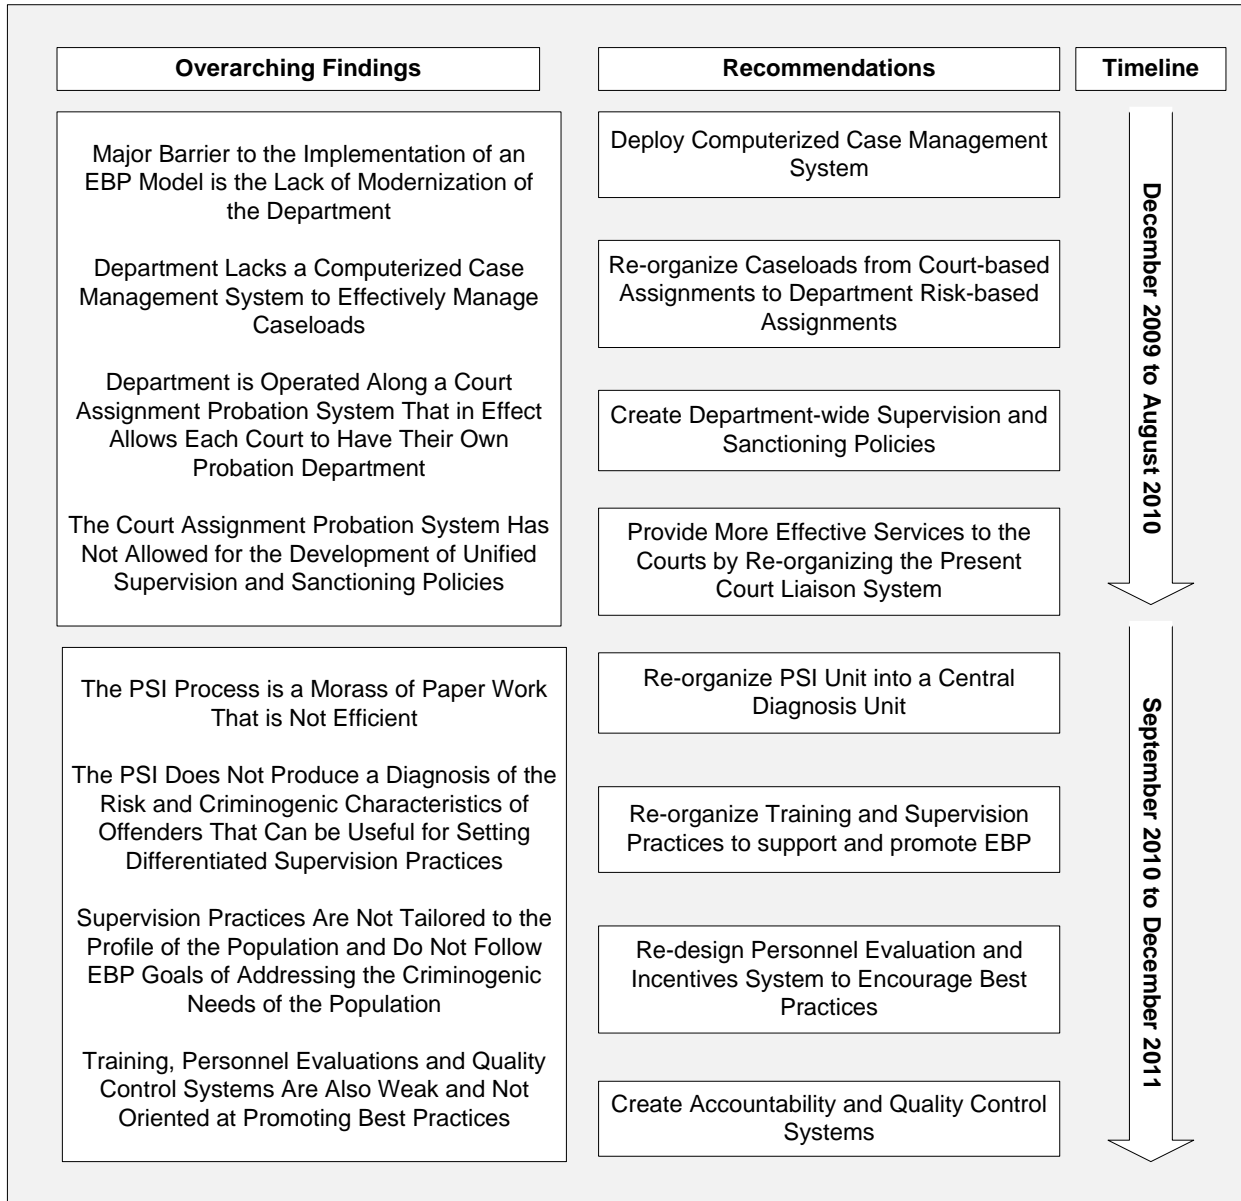 Overarching Findings
Recommendations
Timeline
Major Barrier to the Implementation of an
EBP Model is the Lack of Modernization of
the Department
Department Lacks a Computerized Case
Management System to Effectively Manage
Caseloads
Department is Operated Along a Court
Assignment Probation System That in Effect
Allows Each Court to Have Their Own
Probation Department
The Court Assignment Probation System Has
Not Allowed for the Development of Unified
Supervision and Sanctioning Policies
Deploy Computerized Case Management
System
Re-organize Caseloads from Court-based
Assignments to Department Risk-based
Assignments
Create Department-wide Supervision and
Sanctioning Policies
Provide More Effective Services to the
Courts by Re-organizing the Present
Court Liaison System
December 2009 to August 2010
The PSI Process is a Morass of Paper Work
That is Not Efficient
The PSI Does Not Produce a Diagnosis of the
Risk and Criminogenic Characteristics of
Offenders That Can be Useful for Setting
Differentiated Supervision Practices
Supervision Practices Are Not Tailored to the
Profile of the Population and Do Not Follow
EBP Goals of Addressing the Criminogenic
Needs of the Population
Training, Personnel Evaluations and Quality
Control Systems Are Also Weak and Not
Oriented at Promoting Best Practices
Re-organize PSI Unit into a Central
Diagnosis Unit
Re-organize Training and Supervision
Practices to support and promote EBP
Re-design Personnel Evaluation and
Incentives System to Encourage Best
Practices
Create Accountability and Quality Control
Systems
September 2010 to December 2011